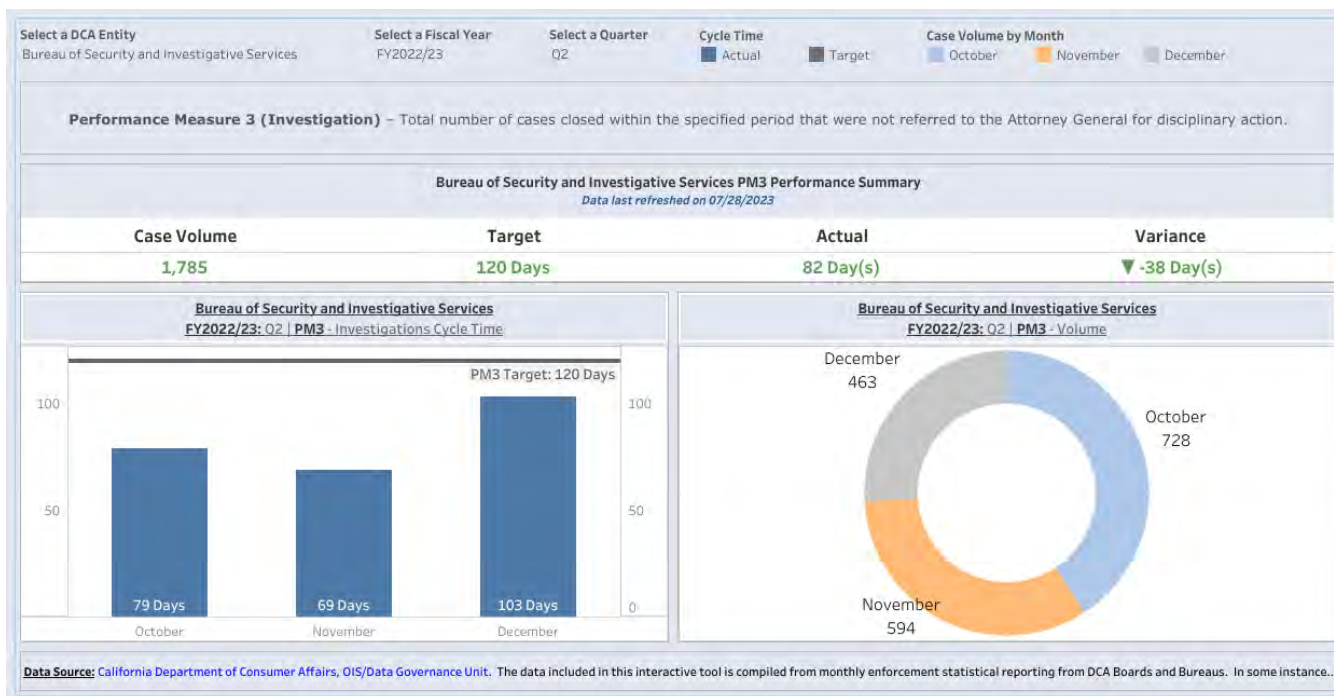 Select a DCA Entity
Select a Fiscal Year
Select a Quarter
Cycle Time
Case Volume by Month
Bureau of Security and Investigative Services
FY2022/23
Q2
Actual
Target
October
November
December
Performance Measure 3 (Investigation) – Total number of cases closed within the specified period that were not referred to the Attorney General for disciplinary action.
Bureau of Security and Investigative Services PM3 Performance Summary
Data last refreshed on 07/28/2023
Case Volume
Target
Actual
Variance
1,785
120 Days
82 Day(s)
▼ -38 Day(s)
Bureau of Security and Investigative Services
FY2022/23: Q2 | PM3 - Investigations Cycle Time
PM3 Target: 120 Days
100
100
50
50
0
79 Days
69 Days
103 Days
October
November
December
Bureau of Security and Investigative Services
FY2022/23: Q2 | PM3 - Volume
December
463
October
728
November
594
Data Source: California Department of Consumer Affairs, OIS/Data Governance Unit. The data included in this interactive tool is compiled from monthly enforcement statistical reporting from DCA Boards and Bureaus. In some instance...